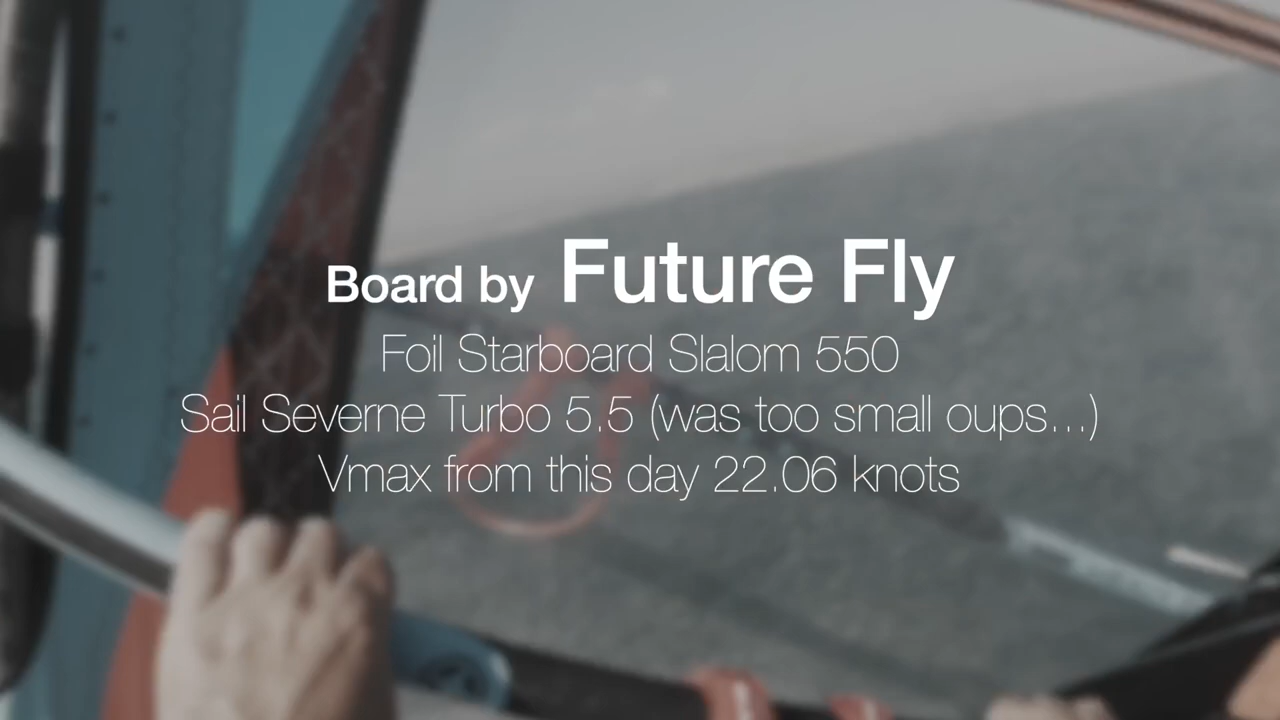 Board by Future Fly
Foil Starboard Slalom 550
Sail Severne Turbo 5.5 (was too small oups...)
Vmax from this day 22.06 knots